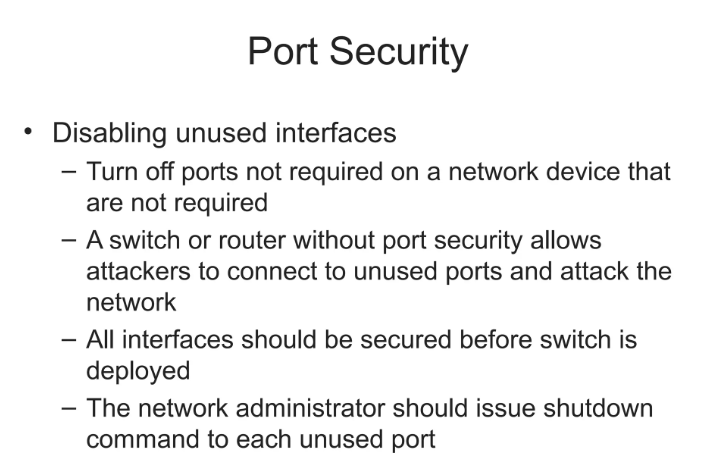 Port Security
• Disabling unused interfaces
– Turn off ports not required on a network device that
are not required
– A switch or router without port security allows
attackers to connect to unused ports and attack the
network
– All interfaces should be secured before switch is
deployed
– The network administrator should issue shutdown
command to each unused port